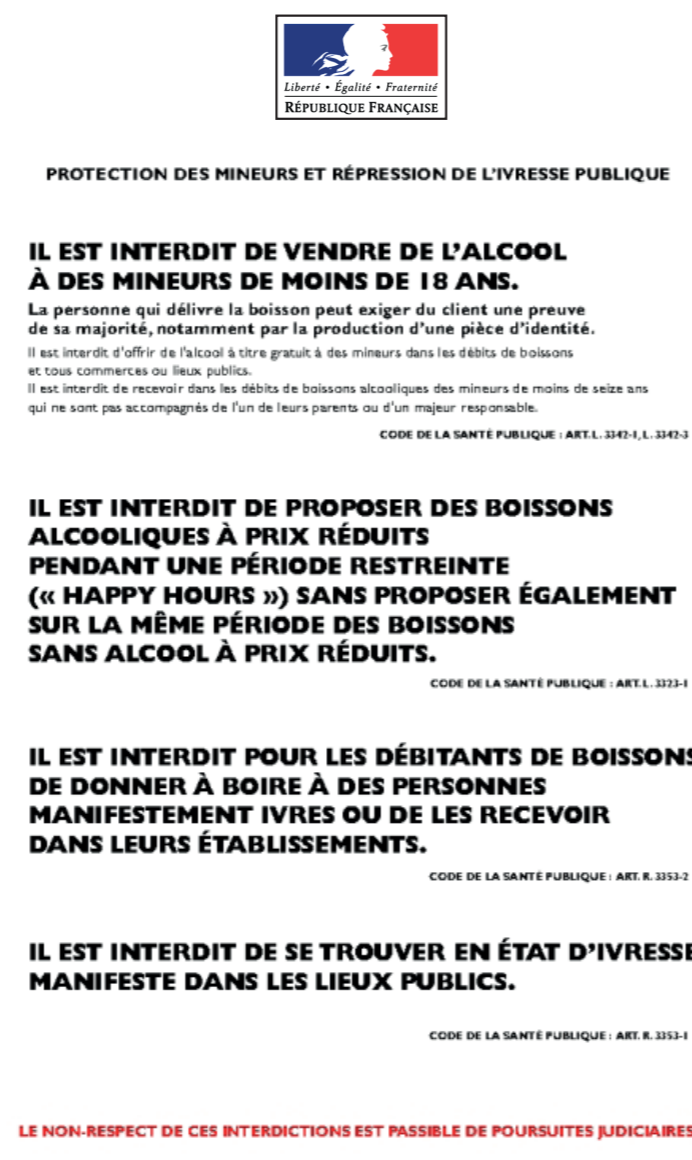 Liberté • Égalité • Fraternité
RÉPUBLIQUE FRANÇAISE
PROTECTION DES MINEURS ET RÉPRESSION DE L'IVRESSE PUBLIQUE
IL EST INTERDIT DE VENDRE DE L'ALCOOL
À DES MINEURS DE MOINS DE 18 ANS.
La personne qui délivre la boisson peut exiger du client une preuve
de sa majorité, notamment par la production d'une pièce d'identité.
Il est interdit d'offrir de l'alcool à titre gratuit à des mineurs dans les débits de boissons
et tous commerces ou lieux publics.
Il est interdit de recevoir dans les débits de boissons alcooliques des mineurs de moins de seize ans
qui ne sont pas accompagnés de l'un de leurs parents ou d'un majeur responsable.
CODE DE LA SANTÉ PUBLIQUE : ART. L. 3342-1, L. 3342-3
IL EST INTERDIT DE PROPOSER DES BOISSONS
ALCOOLIQUES À PRIX RÉDUITS
PENDANT UNE PÉRIODE RESTREINTE
(« HAPPY HOURS ») SANS PROPOSER ÉGALEMENT
SUR LA MÊME PÉRIODE DES BOISSONS
SANS ALCOOL À PRIX RÉDUITS.
CODE DE LA SANTÉ PUBLIQUE : ART. L. 3323-1
IL EST INTERDIT POUR LES DÉBITANTS DE BOISSONS
DE DONNER À BOIRE À DES PERSONNES
MANIFESTEMENT IVRES OU DE LES RECEVOIR
DANS LEURS ÉTABLISSEMENTS.
CODE DE LA SANTÉ PUBLIQUE : ART. R. 3353-2
IL EST INTERDIT DE SE TROUVER EN ÉTAT D'IVRESSE
MANIFESTE DANS LES LIEUX PUBLICS.
CODE DE LA SANTÉ PUBLIQUE : ART. R. 3353-1
LE NON-RESPECT DE CES INTERDICTIONS EST PASSIBLE DE POURSUITES JUDICIAIRES